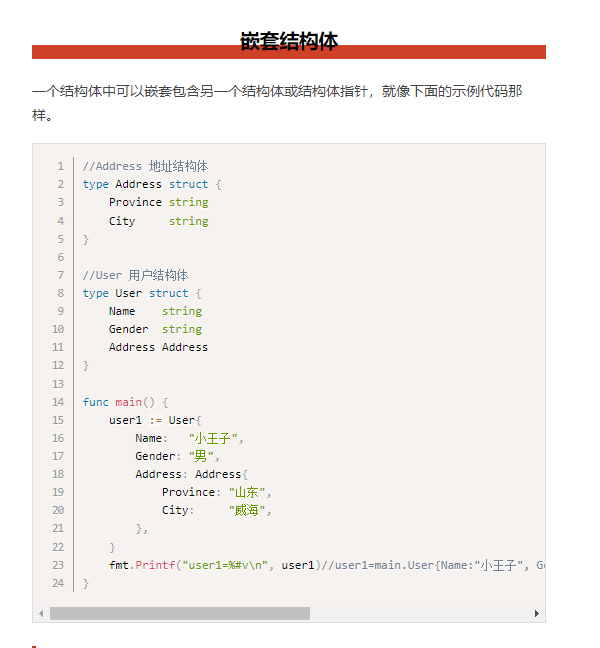 嵌套结构体
一个结构体中可以嵌套包含另一个结构体或结构体指针，就像下面的示例代码那
样。
1 //Address 地址结构体
2 type Address struct {
3     Province string
4     City     string
5 }
6
7 //User 用户结构体
8 type User struct {
9     Name    string
10     Gender  string
11     Address Address
12 }
13
14 func main() {
15     user1 := User{
16         Name:   "小王子",
17         Gender: "男",
18         Address: Address{
19             Province: "山东",
20             City:     "威海",
21         },
22     }
23     fmt.Printf("user1=%#v\n", user1)//user1=main.User{Name:"小王子", Ge
24 }